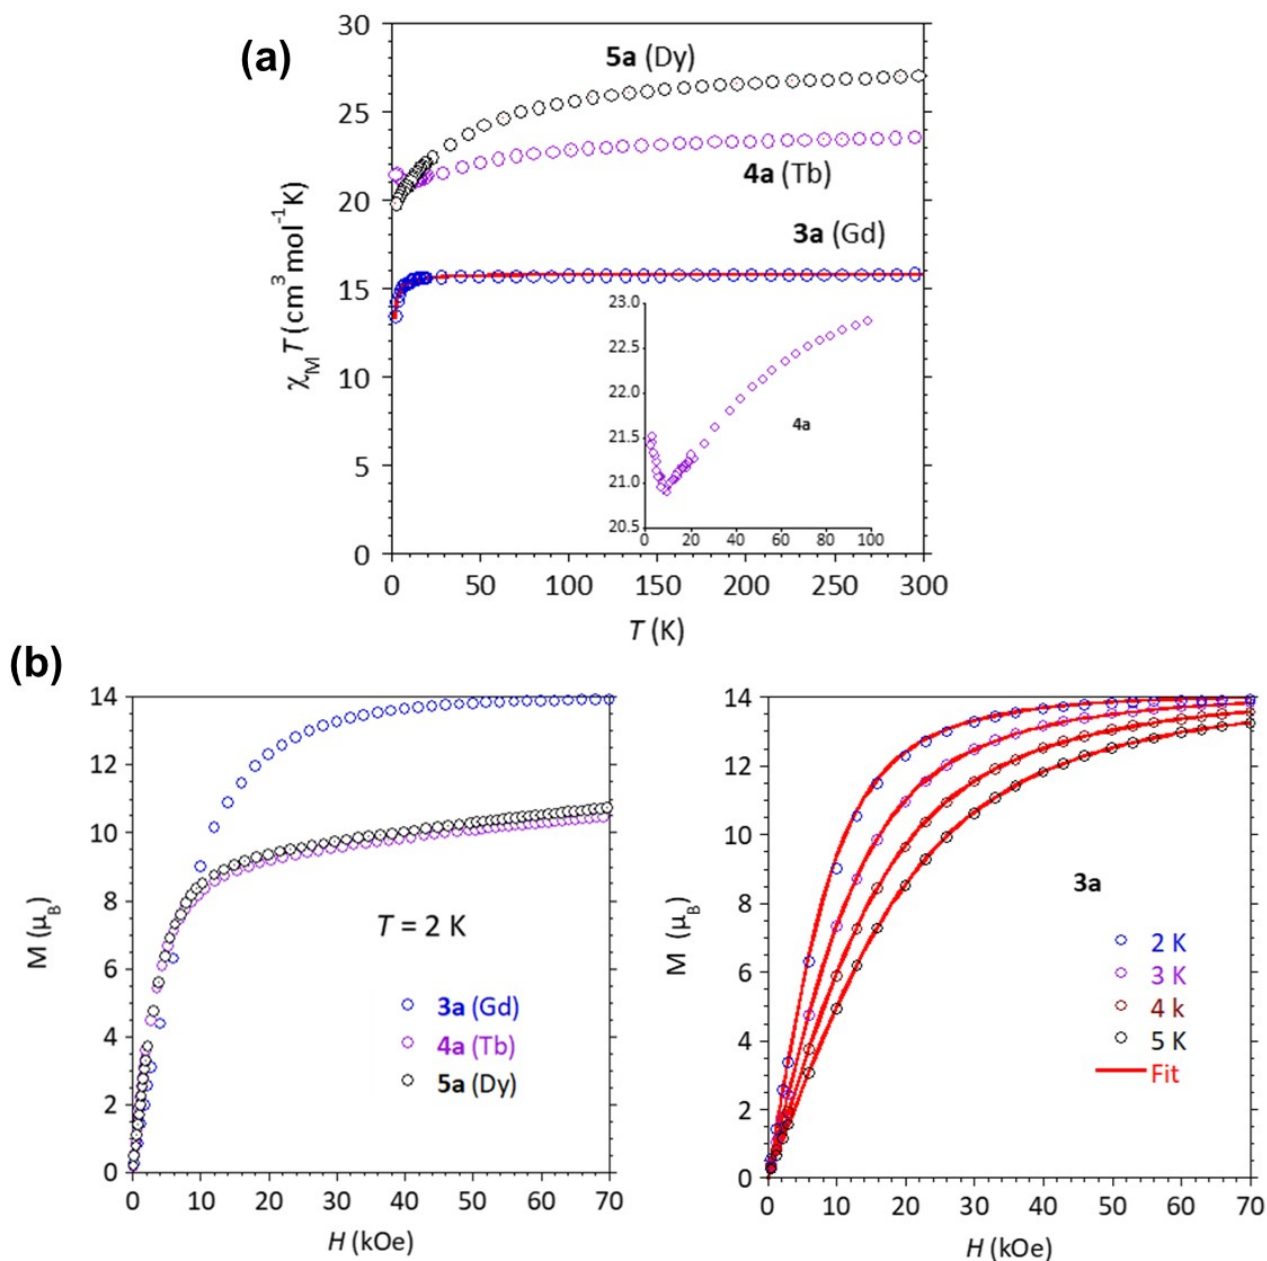 (a)
30
25
20
15
10
5
0
χM T (cm3 mol−1K)
5a (Dy)
4a (Tb)
3a (Gd)
23.0
22.5
22.0
21.5
21.0
20.5
4a
0 20 40 60 80 100
0 50 100 150 200 250 300
T (K)
(b)
14
12
10
8
6
4
2
0
M (μB)
T = 2 K
3a (Gd)
4a (Tb)
5a (Dy)
0 10 20 30 40 50 60 70
H (kOe)
14
12
10
8
6
4
2
0
M (μB)
3a
2 K
3 K
4 k
5 K
Fit
0 10 20 30 40 50 60 70
H (kOe)